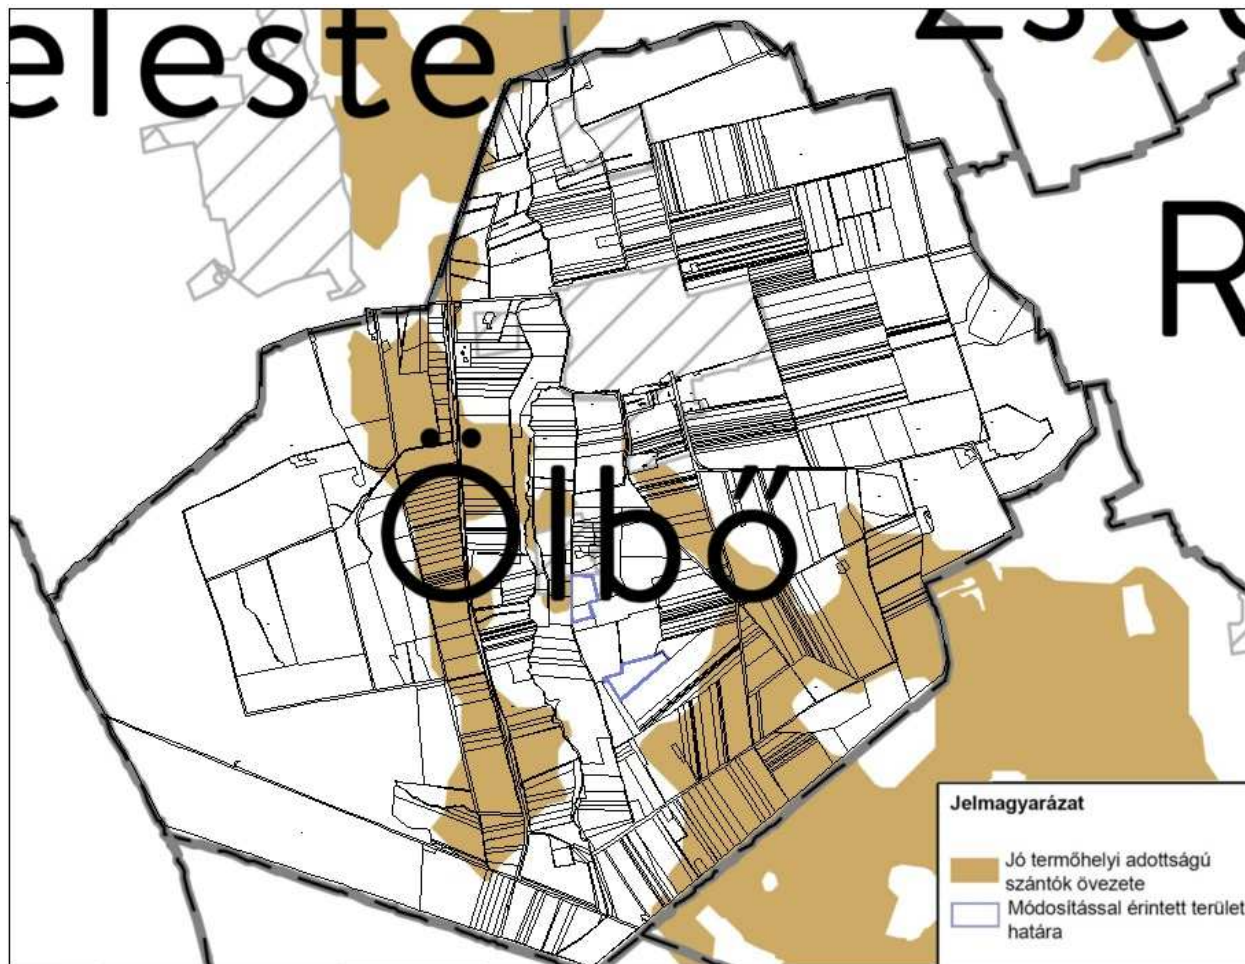 eleste
Ölbő
R
Jelmagyarázat
Jó termőhelyi adottságú
szántók övezete
Módosítással érintett terület
határa